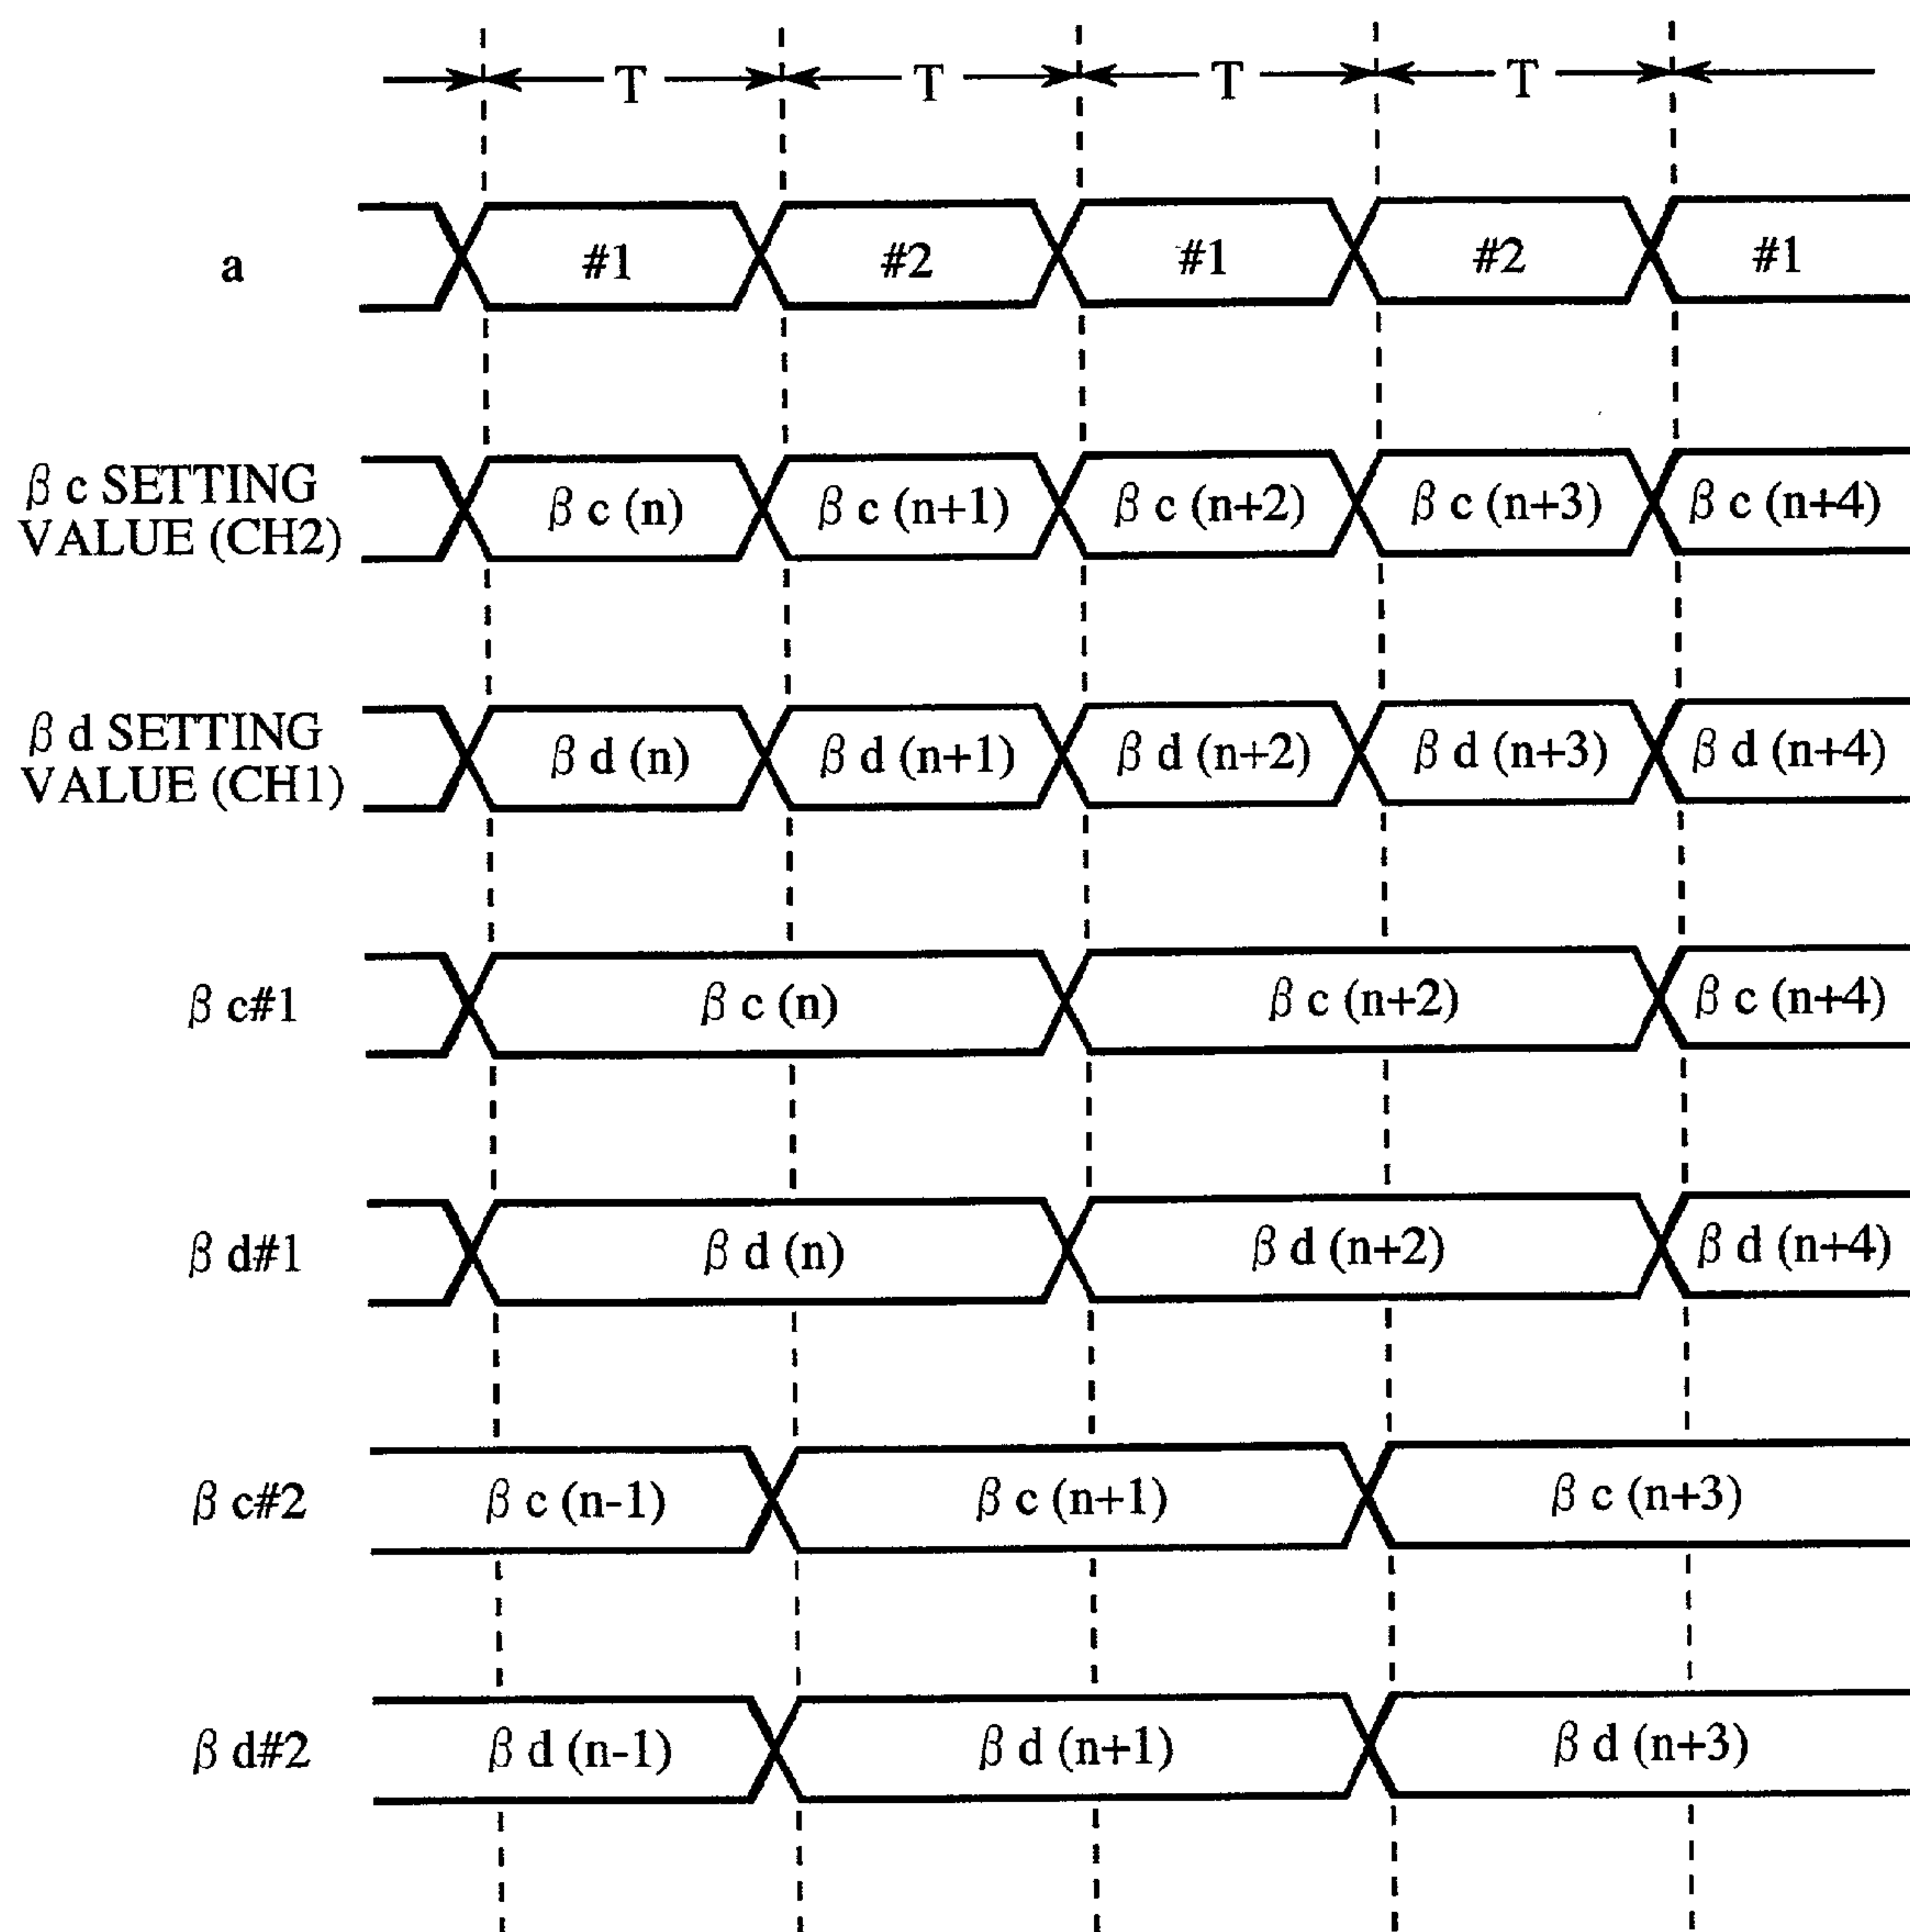 T T T T
a #1 #2 #1 #2 #1
β c SETTING
VALUE (CH2)
β c (n) β c (n+1) β c (n+2) β c (n+3) β c (n+4)
β d SETTING
VALUE (CH1)
β d (n) β d (n+1) β d (n+2) β d (n+3) β d (n+4)
β c#1 β c (n) β c (n+2) β c (n+4)
β d#1 β d (n) β d (n+2) β d (n+4)
β c#2 β c (n-1) β c (n+1) β c (n+3)
β d#2 β d (n-1) β d (n+1) β d (n+3)